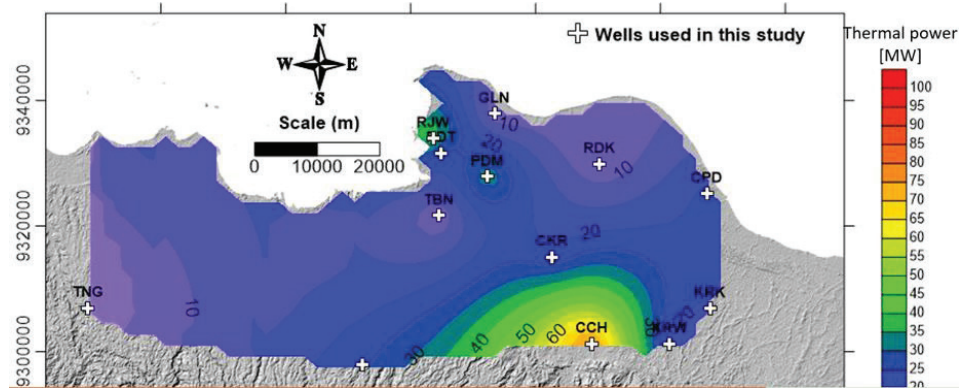 N
W E
S
Scale (m)
0 10000 20000
Wells used in this study
Thermal power
[MW]
100
95
90
85
80
75
70
65
60
55
50
45
40
35
30
25
20
9340000
9320000
9300000
GLN
10
RJW
20
PDM
RDK
10
CPD
TBN
CKR
20
TNG
10
KRK
20
CCH
30
40
50
60
30